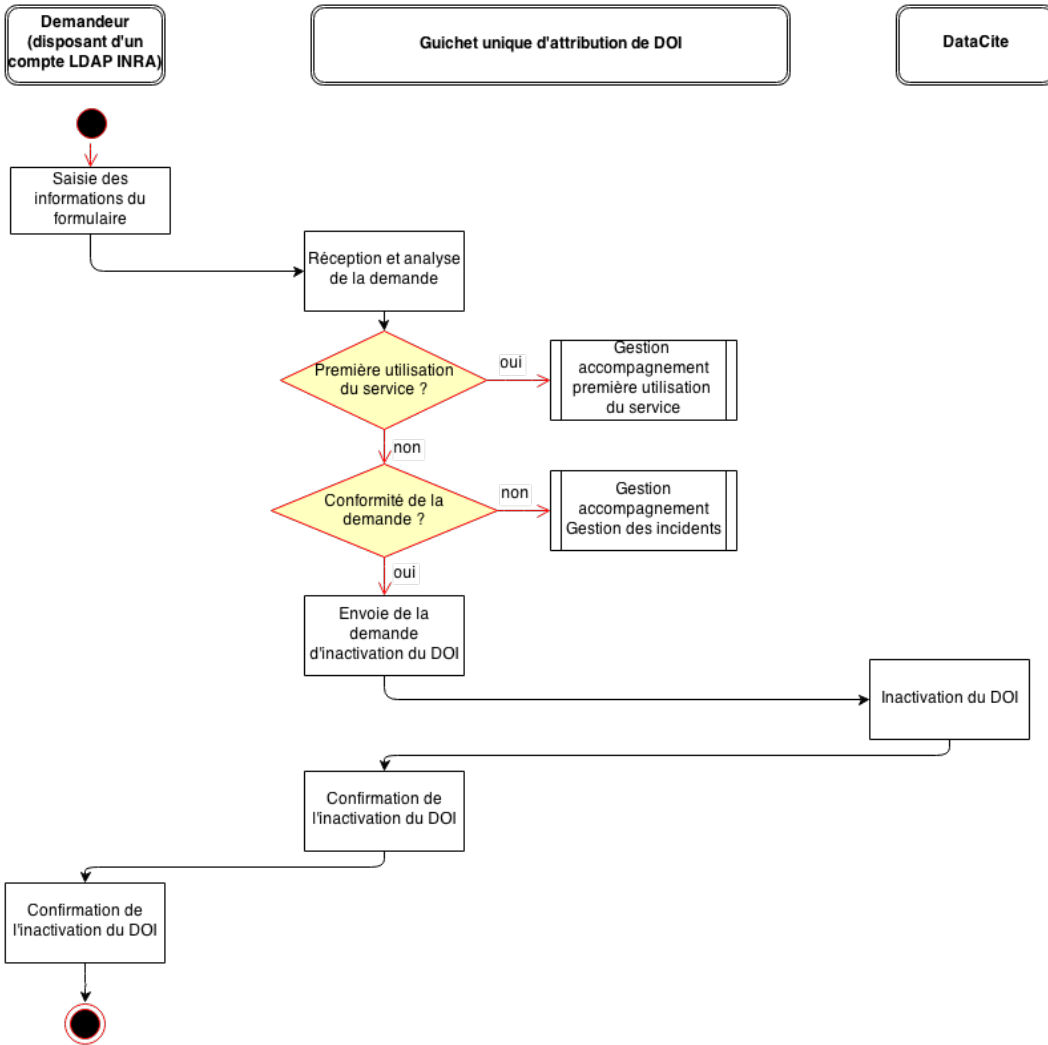 Demandeur
(disposant d'un
compte LDAP INRA)
Guichet unique d'attribution de DOI
DataCite
Saisie des
informations du
formulaire
Réception et analyse
de la demande
Première utilisation
du service ?
oui
Gestion
accompagnement
première utilisation
du service
non
Conformité de la
demande ?
non
Gestion
accompagnement
Gestion des incidents
oui
Envoie de la
demande
d'inactivation du DOI
Inactivation du DOI
Confirmation de
l'inactivation du DOI
Confirmation de
l'inactivation du DOI